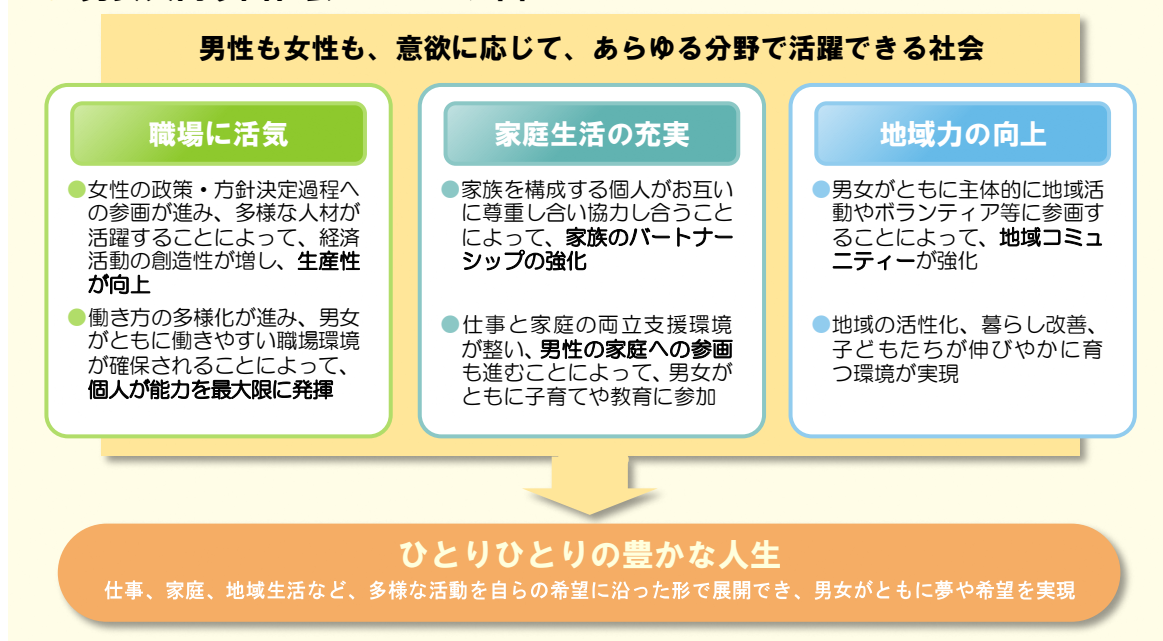 男性も女性も、意欲に応じて、あらゆる分野で活躍できる社会
職場に活気
●女性の政策・方針決定過程へ
の参画が進み、多様な人材が
活躍することによって、経済
活動の創造性が増し、生産性
が向上
●働き方の多様化が進み、男女
がともに働きやすい職場環境
が確保されることによって、
個人が能力を最大限に発揮
家庭生活の充実
●家族を構成する個人がお互い
に尊重し合い協力し合うこと
によって、家族のパートナー
シップの強化
●仕事と家庭の両立支援環境
が整い、男性の家庭への参画
も進むことによって、男女が
ともに子育てや教育に参加
地域力の向上
●男女がともに主体的に地域活
動やボランティア等に参画す
ることによって、地域コミュ
ニティーが強化
●地域の活性化、暮らし改善、
子どもたちが伸びやかに育
つ環境が実現
ひとりひとりの豊かな人生
仕事、家庭、地域生活など、多様な活動を自らの希望に沿った形で展開でき、男女がともに夢や希望を実現